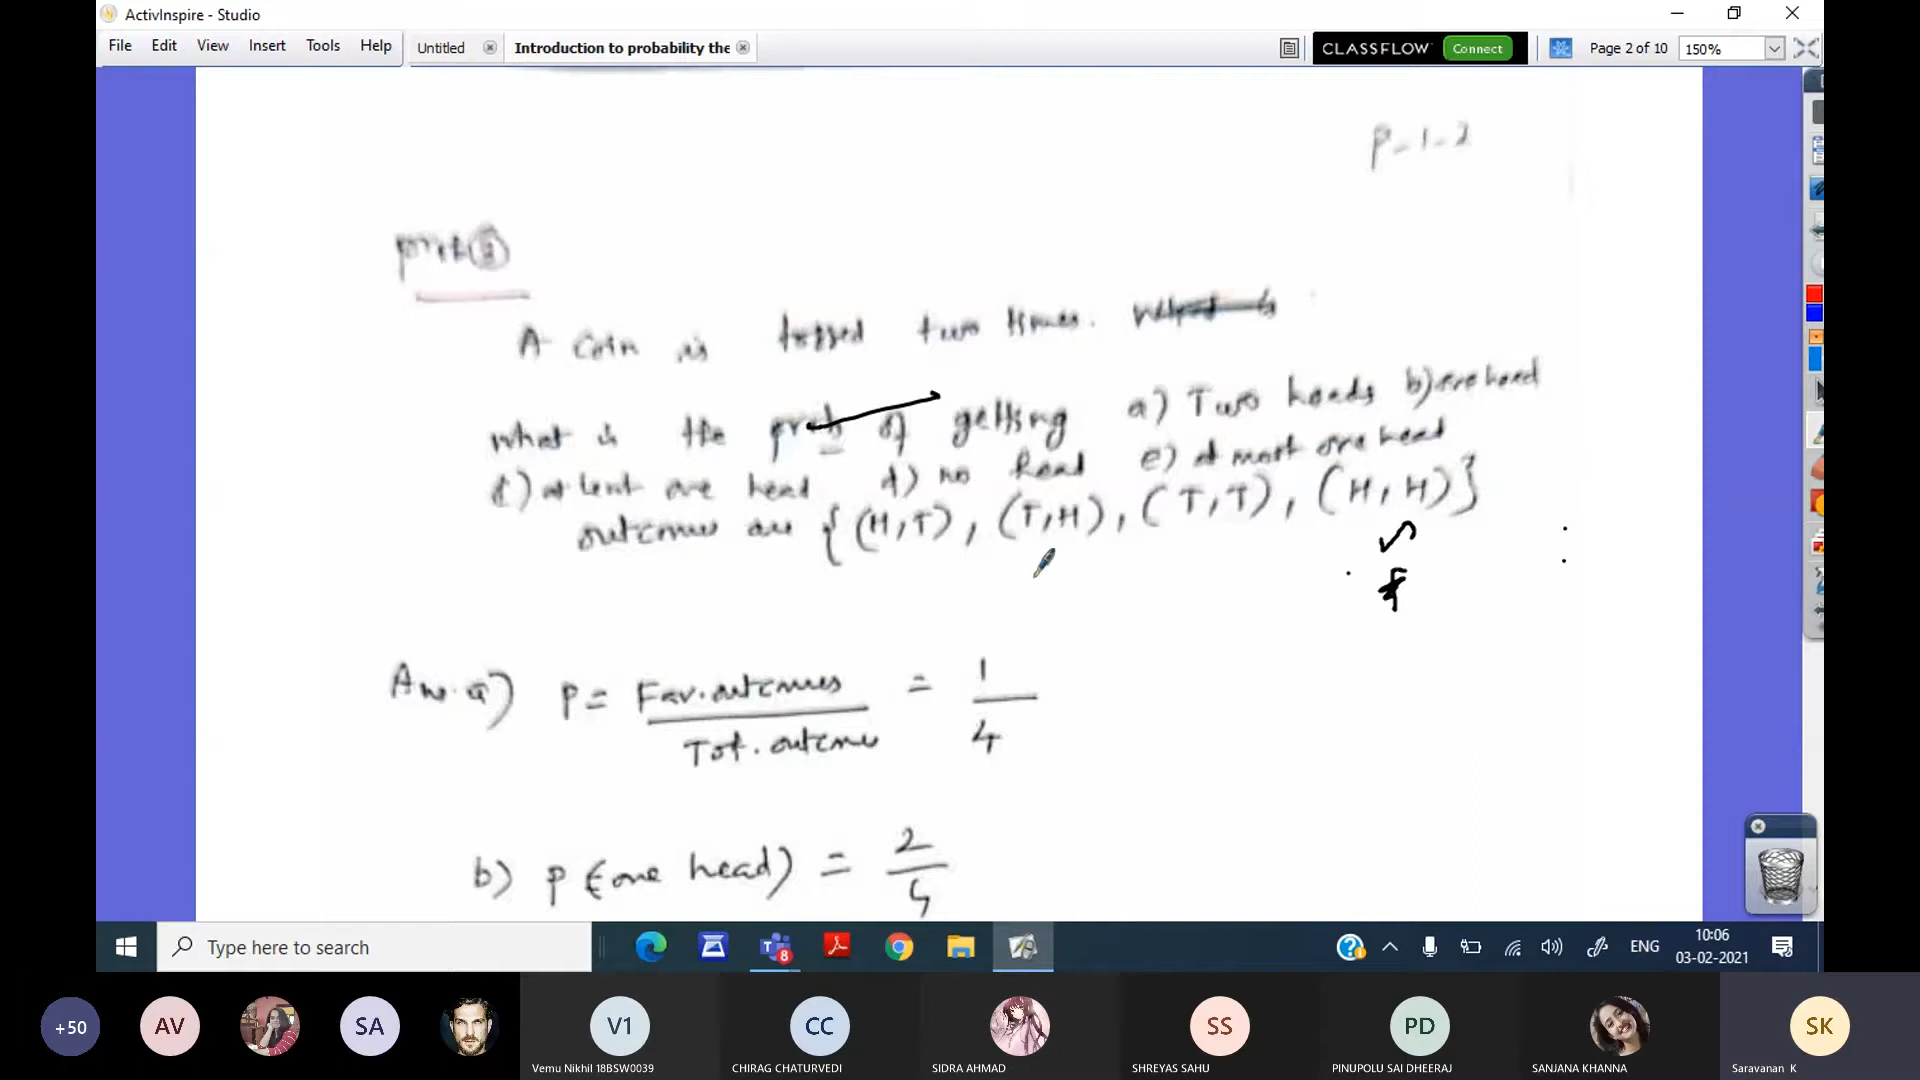 ActivInspire - Studio
File Edit View Insert Tools Help Untitled Introduction to probability the CLASSFLOW Connect Page 2 of 10 150%
P-1-2
A coin is tossed two times. What is
what is the prob of getting a) Two heads b) one head
c) at least one head d) no head e) at most one head
outcomes are {(H,T), (T,H), (T,T), (H,H)}
Ans. a) P = Fav.outcomes / Tot.outcomes = 1/4
b) P (one head) = 2/4
Type here to search 8 ENG 10:06
03-02-2021
+50 AV SA V1 CC SS PD SK
Vemu Nikhil 18BSW0039 CHIRAG CHATURVEDI SIDRA AHMAD SHREYAS SAHU PINUPOLU SAI DHEERAJ SANJANA KHANNA Saravanan K